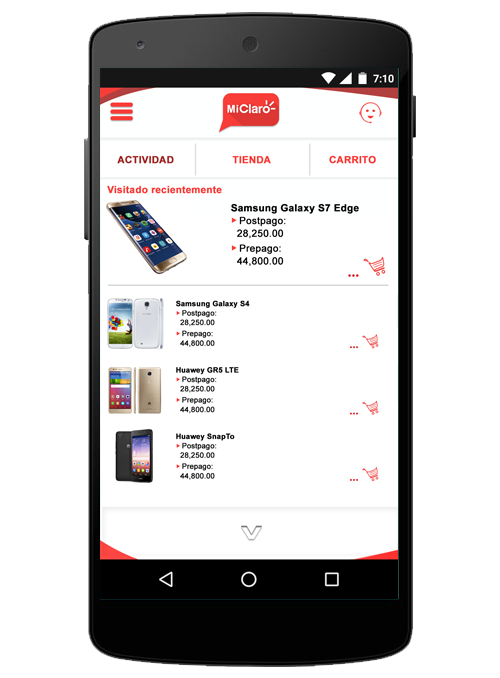 7:10
MiClaro
ACTIVIDAD
TIENDA
CARRITO
Visitado recientemente
Samsung Galaxy S7 Edge
Postpago:
28,250.00
Prepago:
44,800.00
Samsung Galaxy S4
Postpago:
28,250.00
Prepago:
44,800.00
Huawey GR5 LTE
Postpago:
28,250.00
Prepago:
44,800.00
Huawey SnapTo
Postpago:
28,250.00
Prepago:
44,800.00